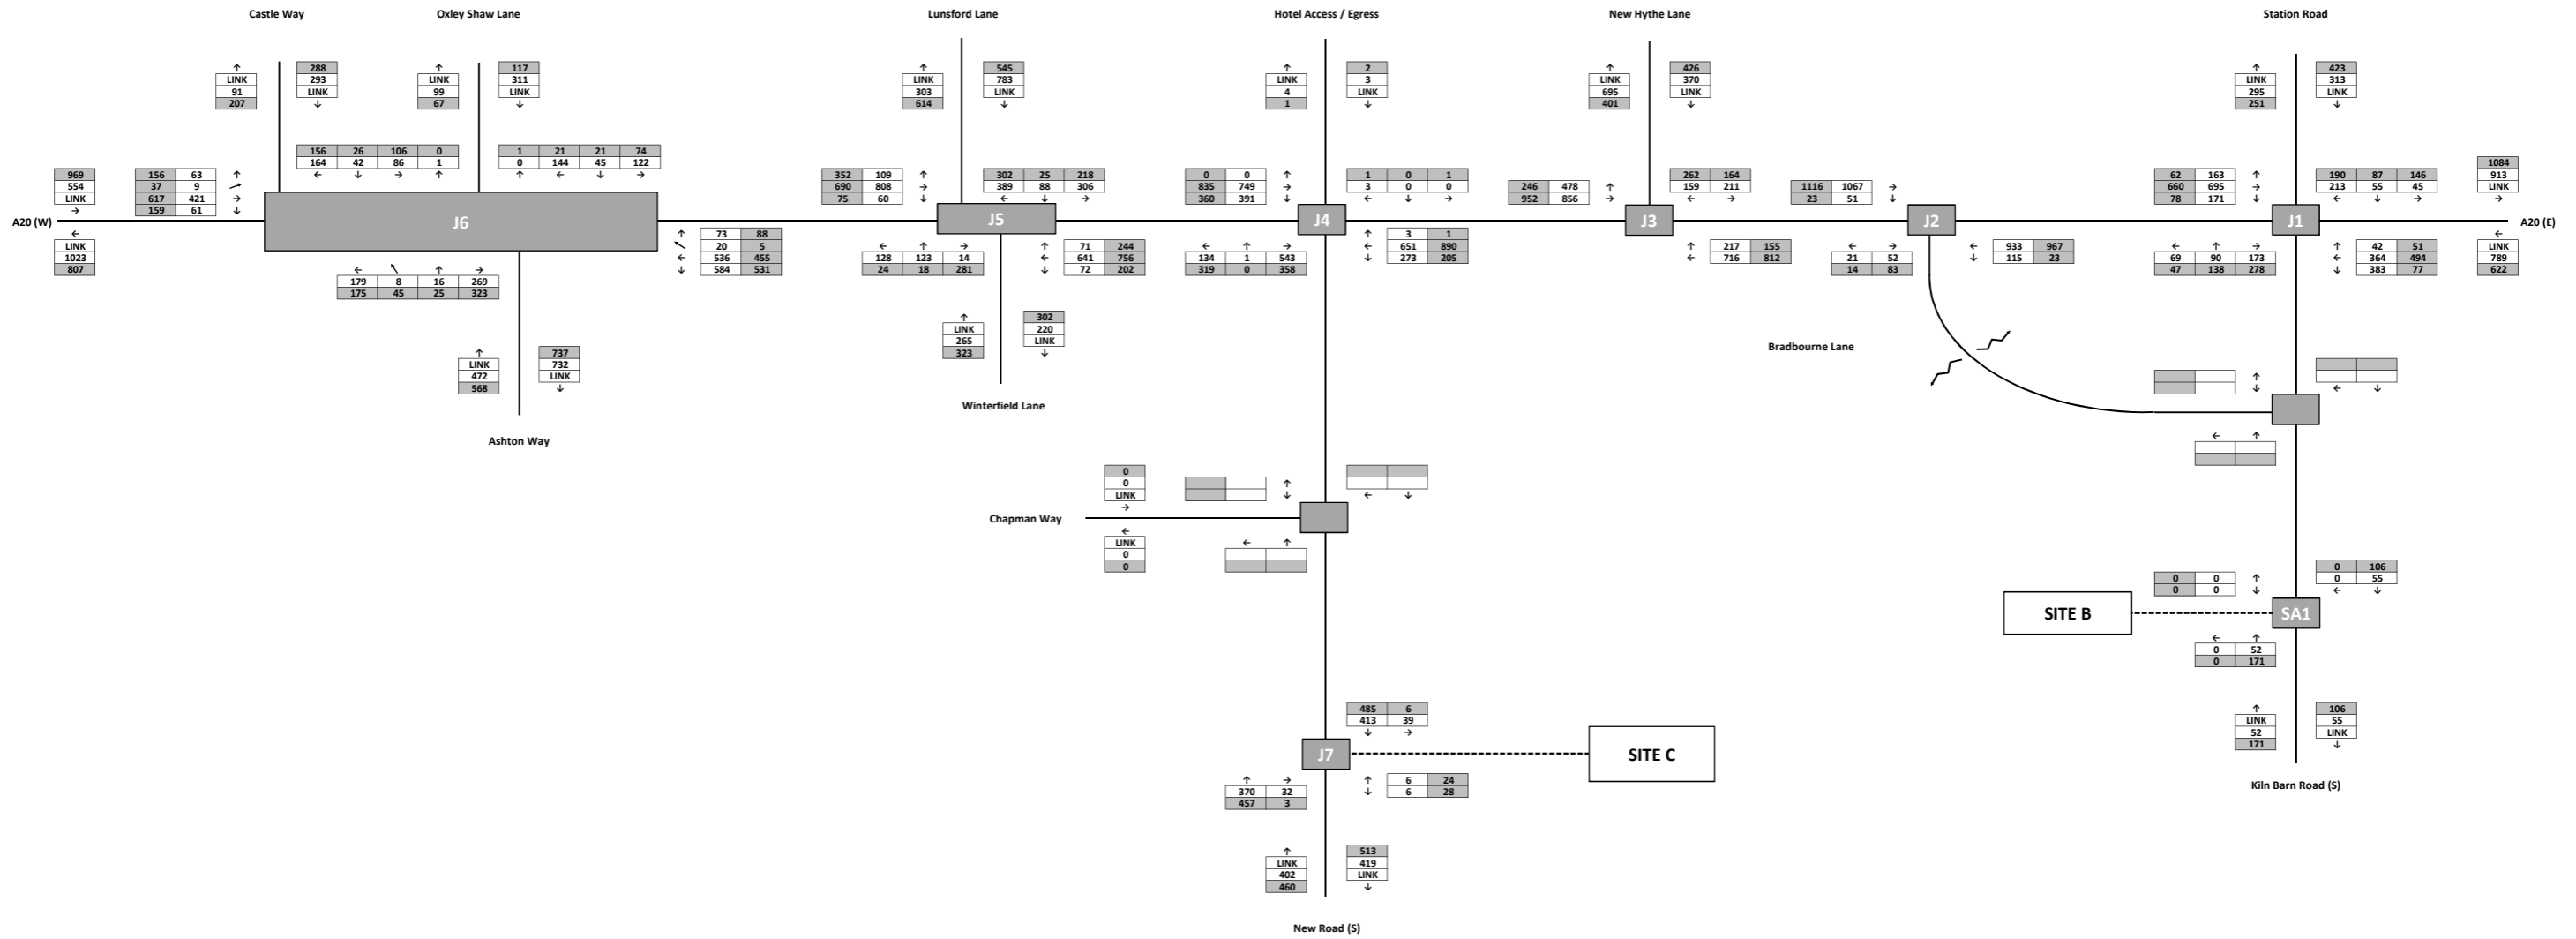 Castle Way
Oxley Shaw Lane
Lunsford Lane
Hotel Access / Egress
New Hythe Lane
Station Road
↑
LINK
91
207
288
293
LINK
↓
↑
LINK
99
67
117
311
LINK
↓
↑
LINK
303
614
545
783
LINK
↓
↑
LINK
4
1
2
3
LINK
↓
↑
LINK
695
401
426
370
LINK
↓
↑
LINK
295
251
423
313
LINK
↓
156 26 106 0
164 42 86 1
← ↓ → ↑
1 21 21 74
0 144 45 122
↑ ← ↓ →
969
554
LINK
→
156 63 ↑
37 9
617 421 →
159 61 ↓
A20 (W)
←
LINK
1023
807
J6
↑ 73 88
20 5
← 536 455
↓ 584 531
← ↑ →
179 8 16 269
175 45 25 323
↑
LINK
472
568
737
732
LINK
↓
Ashton Way
352 109 ↑
690 808 →
75 60 ↓
302 25 218
389 88 306
← ↓ →
J5
← ↑ →
128 123 14
24 18 281
↑ 71 244
← 641 756
↓ 72 202
↑
LINK
265
323
302
220
LINK
↓
Winterfield Lane
0 0 ↑
835 749 →
360 391 ↓
1 0 1
3 0 0
← ↓ →
J4
← ↑ →
134 1 543
319 0 358
↑ 3 1
← 651 890
↓ 273 205
246 478 ↑
952 856 →
262 164
159 211
← →
J3
↑ 217 155
← 716 812
1116 1067 →
23 51 ↓
J2
← →
21 52
14 83
← 933 967
↓ 115 23
Bradbourne Lane
62 163 ↑
660 695 →
78 171 ↓
190 87 146
213 55 45
← ↓ →
1084
913
LINK
→
J1
A20 (E)
← ↑ →
69 90 173
47 138 278
↑ 42 51
← 364 494
↓ 383 77
←
LINK
789
622
↑
↓
← ↓
← ↑
0
0
LINK
→
↑
↓
← ↓
Chapman Way
←
LINK
0
0
← ↑
0 0 ↑
0 0 ↓
0 106
0 55
← ↓
SITE B
SA1
← ↑
0 52
0 171
↑
LINK
52
171
106
55
LINK
↓
Kiln Barn Road (S)
485 6
413 39
↓ →
J7
SITE C
↑ →
370 32
457 3
↑ 6 24
↓ 6 28
↑
LINK
402
460
513
419
LINK
↓
New Road (S)